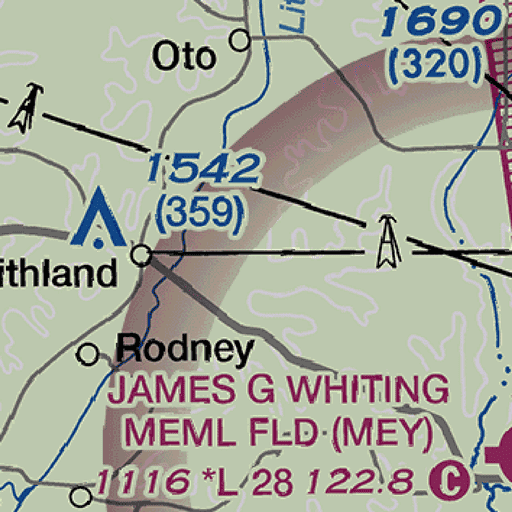 1690
Oto
(320)
1542
(359)
ithland
Rodney
JAMES G WHITING
MEML FLD (MEY)
1116 *L 28 122.8 C